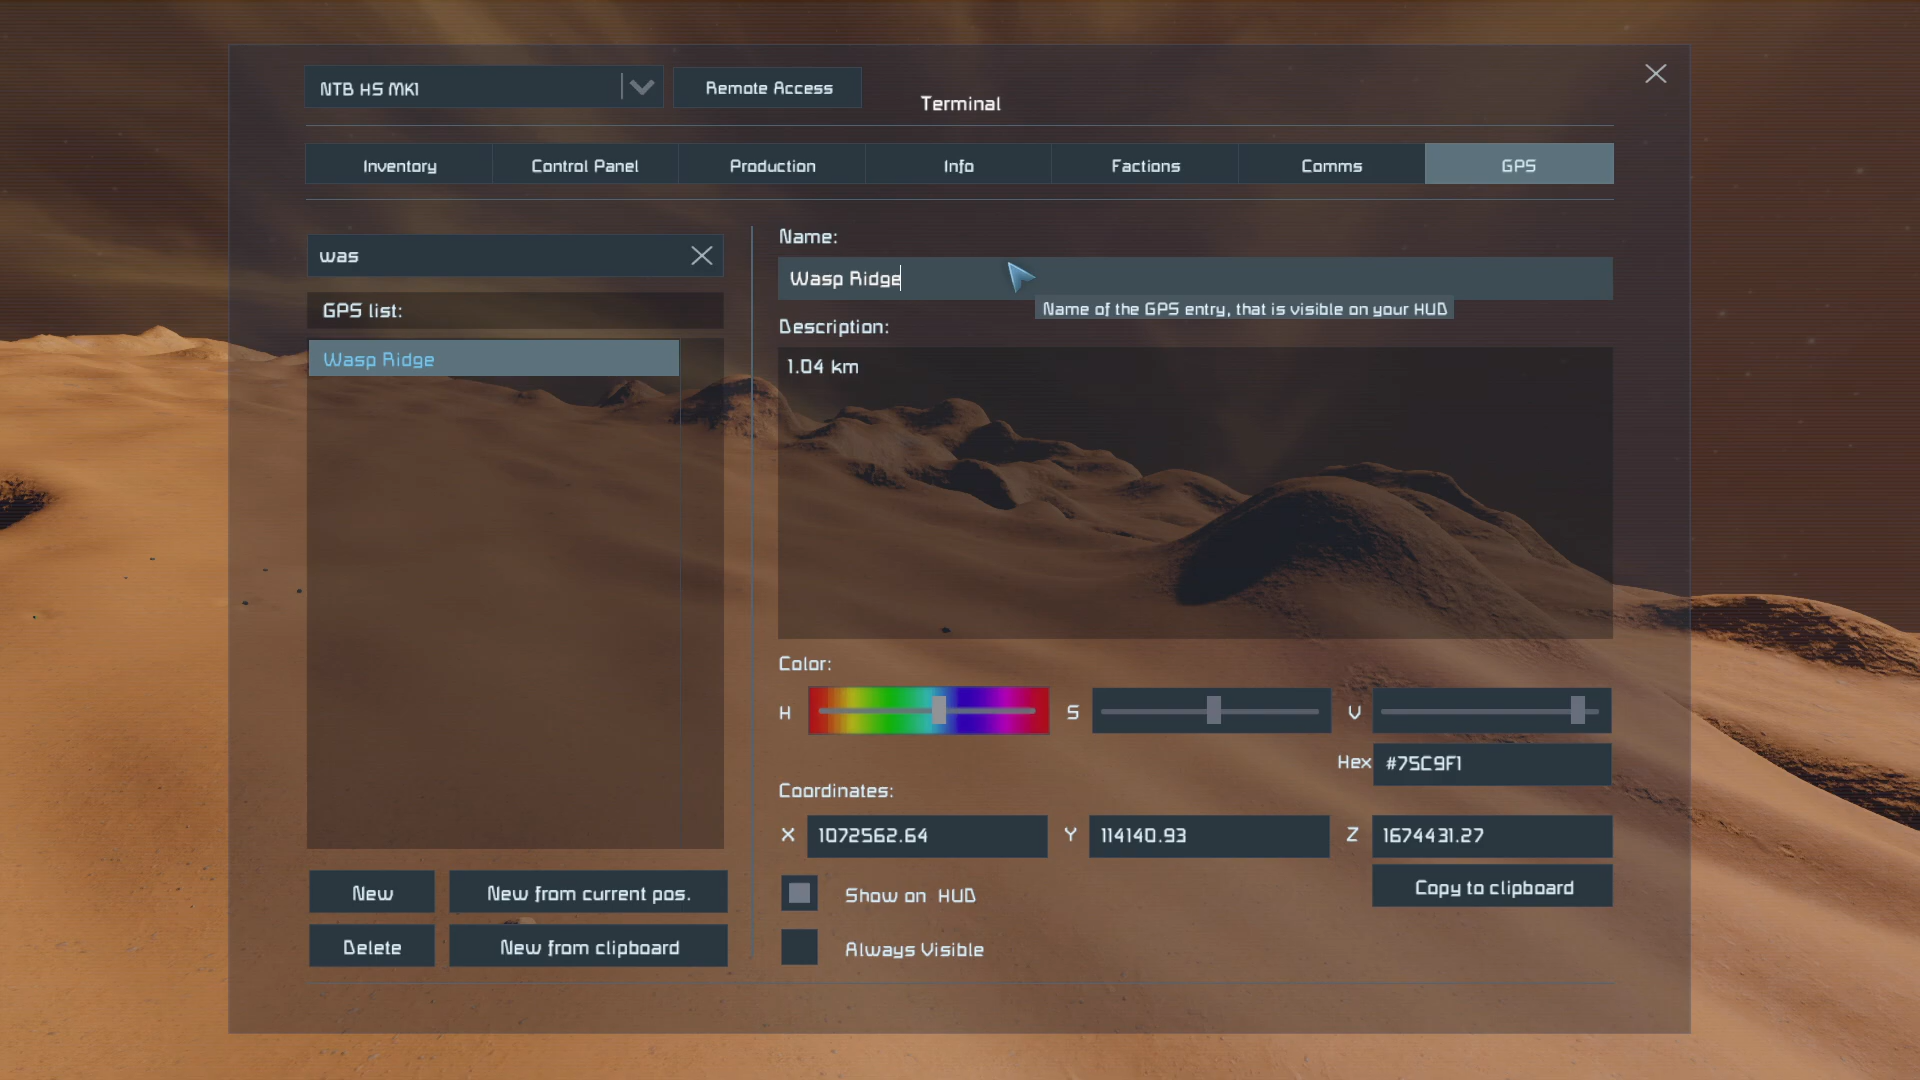 NTB HS MK1
Remote Access
Terminal
Inventory
Control Panel
Production
Info
Factions
Comms
GPS
was
GPS list:
Wasp Ridge
Name:
Wasp Ridge
Name of the GPS entry, that is visible on your HUD
Description:
1.04 km
Color:
H
S
V
Hex
#75C9F1
Coordinates:
X
1072562.64
Y
114140.93
Z
1674431.27
Copy to clipboard
Show on HUD
Always Visible
New
New from current pos.
Delete
New from clipboard